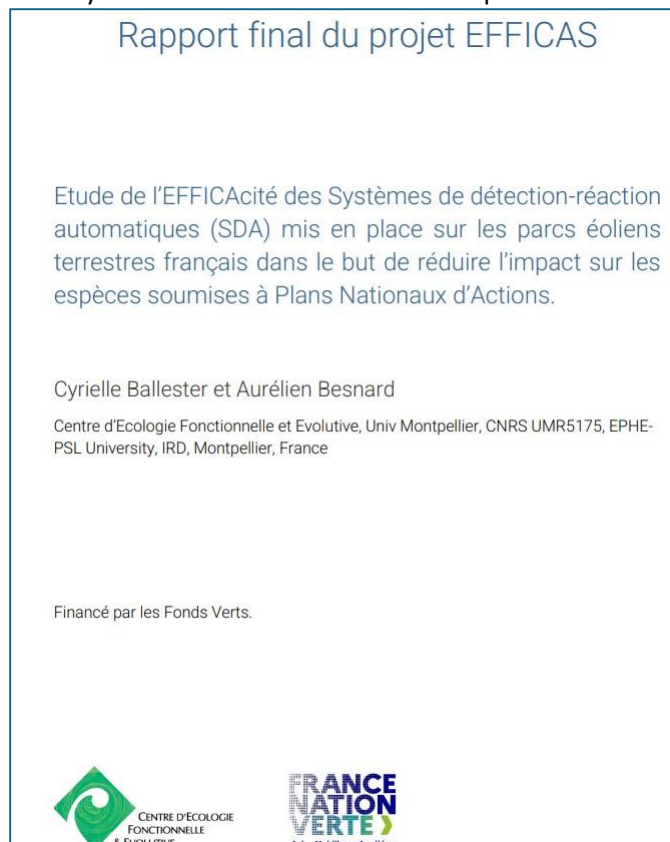 Rapport final du projet EFFICAS
Etude de l'EFFICAcité des Systèmes de détection-réaction
automatiques (SDA) mis en place sur les parcs éoliens
terrestres français dans le but de réduire l'impact sur les
espèces soumises à Plans Nationaux d'Actions.
Cyrielle Ballester et Aurélien Besnard
Centre d'Ecologie Fonctionnelle et Evolutive, Univ Montpellier, CNRS UMR5175, EPHE-
PSL University, IRD, Montpellier, France
Financé par les Fonds Verts.
CENTRE D'ECOLOGIE
FONCTIONNELLE
& EVOLUTIVE
FRANCE
NATION
VERTE